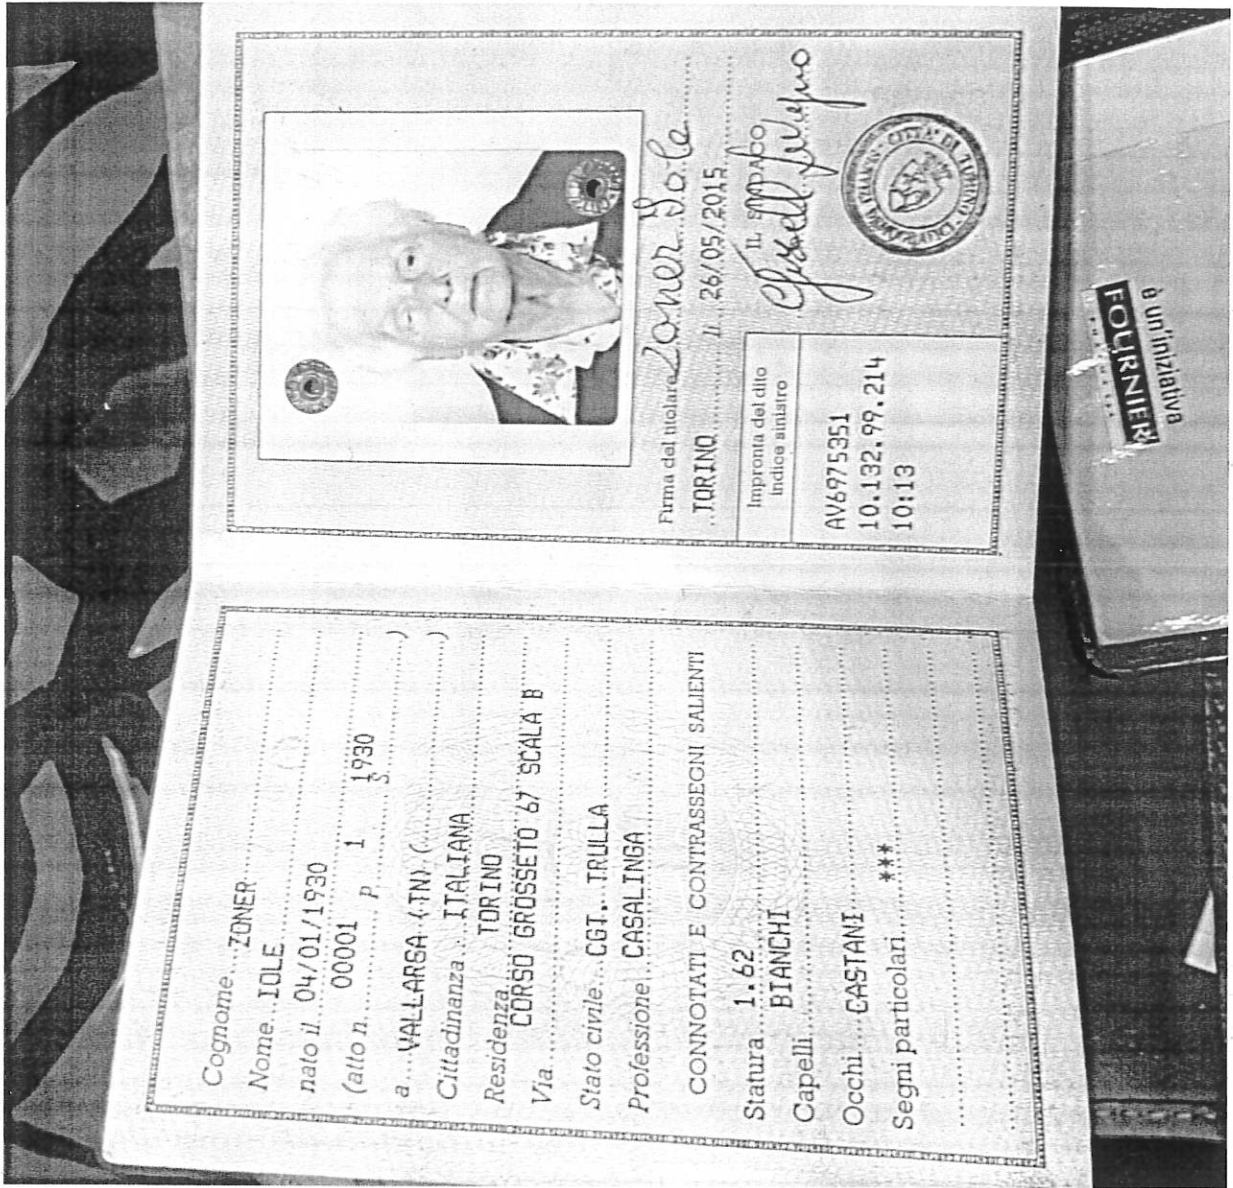 Cognome....ZONER
Nome..IOLE
nato il..04/01/1930
(atto n. 00001 P. 1 S. 1930)
a....VALLARSA (TN) (........)
Cittadinanza..ITALIANA
Residenza TORINO
Via CORSO GROSSETO 67 SCALA B
Stato civile..CGT. TRULLA
Professione CASALINGA
CONNOTATI E CONTRASSEGNI SALIENTI
Statura 1.62
Capelli BIANCHI
Occhi CASTANI
Segni particolari ***
Firma del titolare Zoner Iole
TORINO li 26/05/2015
Impronta del dito
indice sinistro
IL SINDACO
AV6975351
10.132.99.214
10:13
CITTA' DI TORINO
è un'iniziativa
FOURNIER